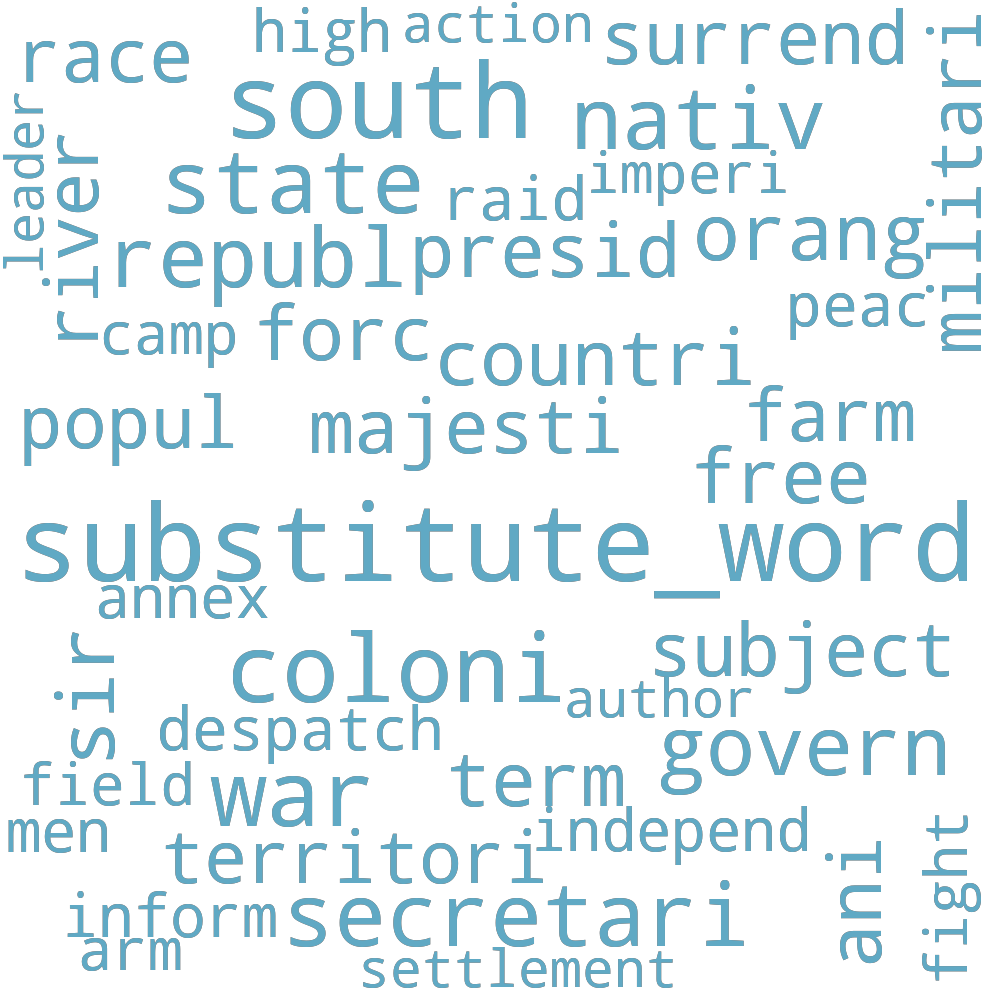 high
action
surrend
militari
race
south
nativ
leader
river
state
raid
imperi
republ
presid
orang
peac
camp
forc
countri
popul
majesti
farm
free
substitute_word
annex
sir
coloni
subject
author
despatch
govern
field
war
term
men
independ
territori
ani
fight
inform
secretari
arm
settlement